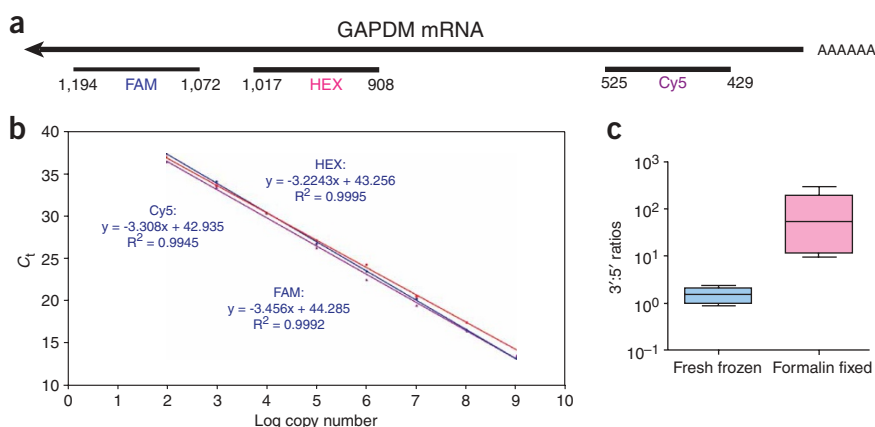 a
GAPDM mRNA
AAAAAA
1,194 FAM 1,072 1,017 HEX 908 525 Cy5 429
b
40
35
30
25
20
15
10
Ct
0 1 2 3 4 5 6 7 8 9 10
Log copy number
HEX:
y = -3.2243x + 43.256
R² = 0.9995
Cy5:
y = -3.308x + 42.935
R² = 0.9945
FAM:
y = -3.456x + 44.285
R² = 0.9992
c
10³
10²
10¹
10⁰
10⁻¹
3′:5′ ratios
Fresh frozen Formalin fixed